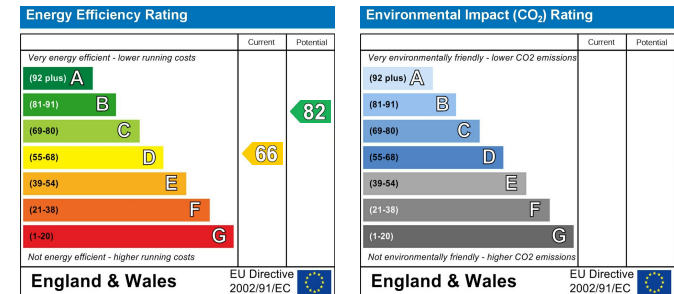 Energy Efficiency Rating
Current Potential
Very energy efficient - lower running costs
(92 plus) A
(81-91) B
82
(69-80) C
(55-68) D
66
(39-54) E
(21-38) F
(1-20) G
Not energy efficient - higher running costs
England & Wales
EU Directive
2002/91/EC
Environmental Impact (CO₂) Rating
Current Potential
Very environmentally friendly - lower CO2 emissions
(92 plus) A
(81-91) B
(69-80) C
(55-68) D
(39-54) E
(21-38) F
(1-20) G
Not environmentally friendly - higher CO2 emissions
England & Wales
EU Directive
2002/91/EC